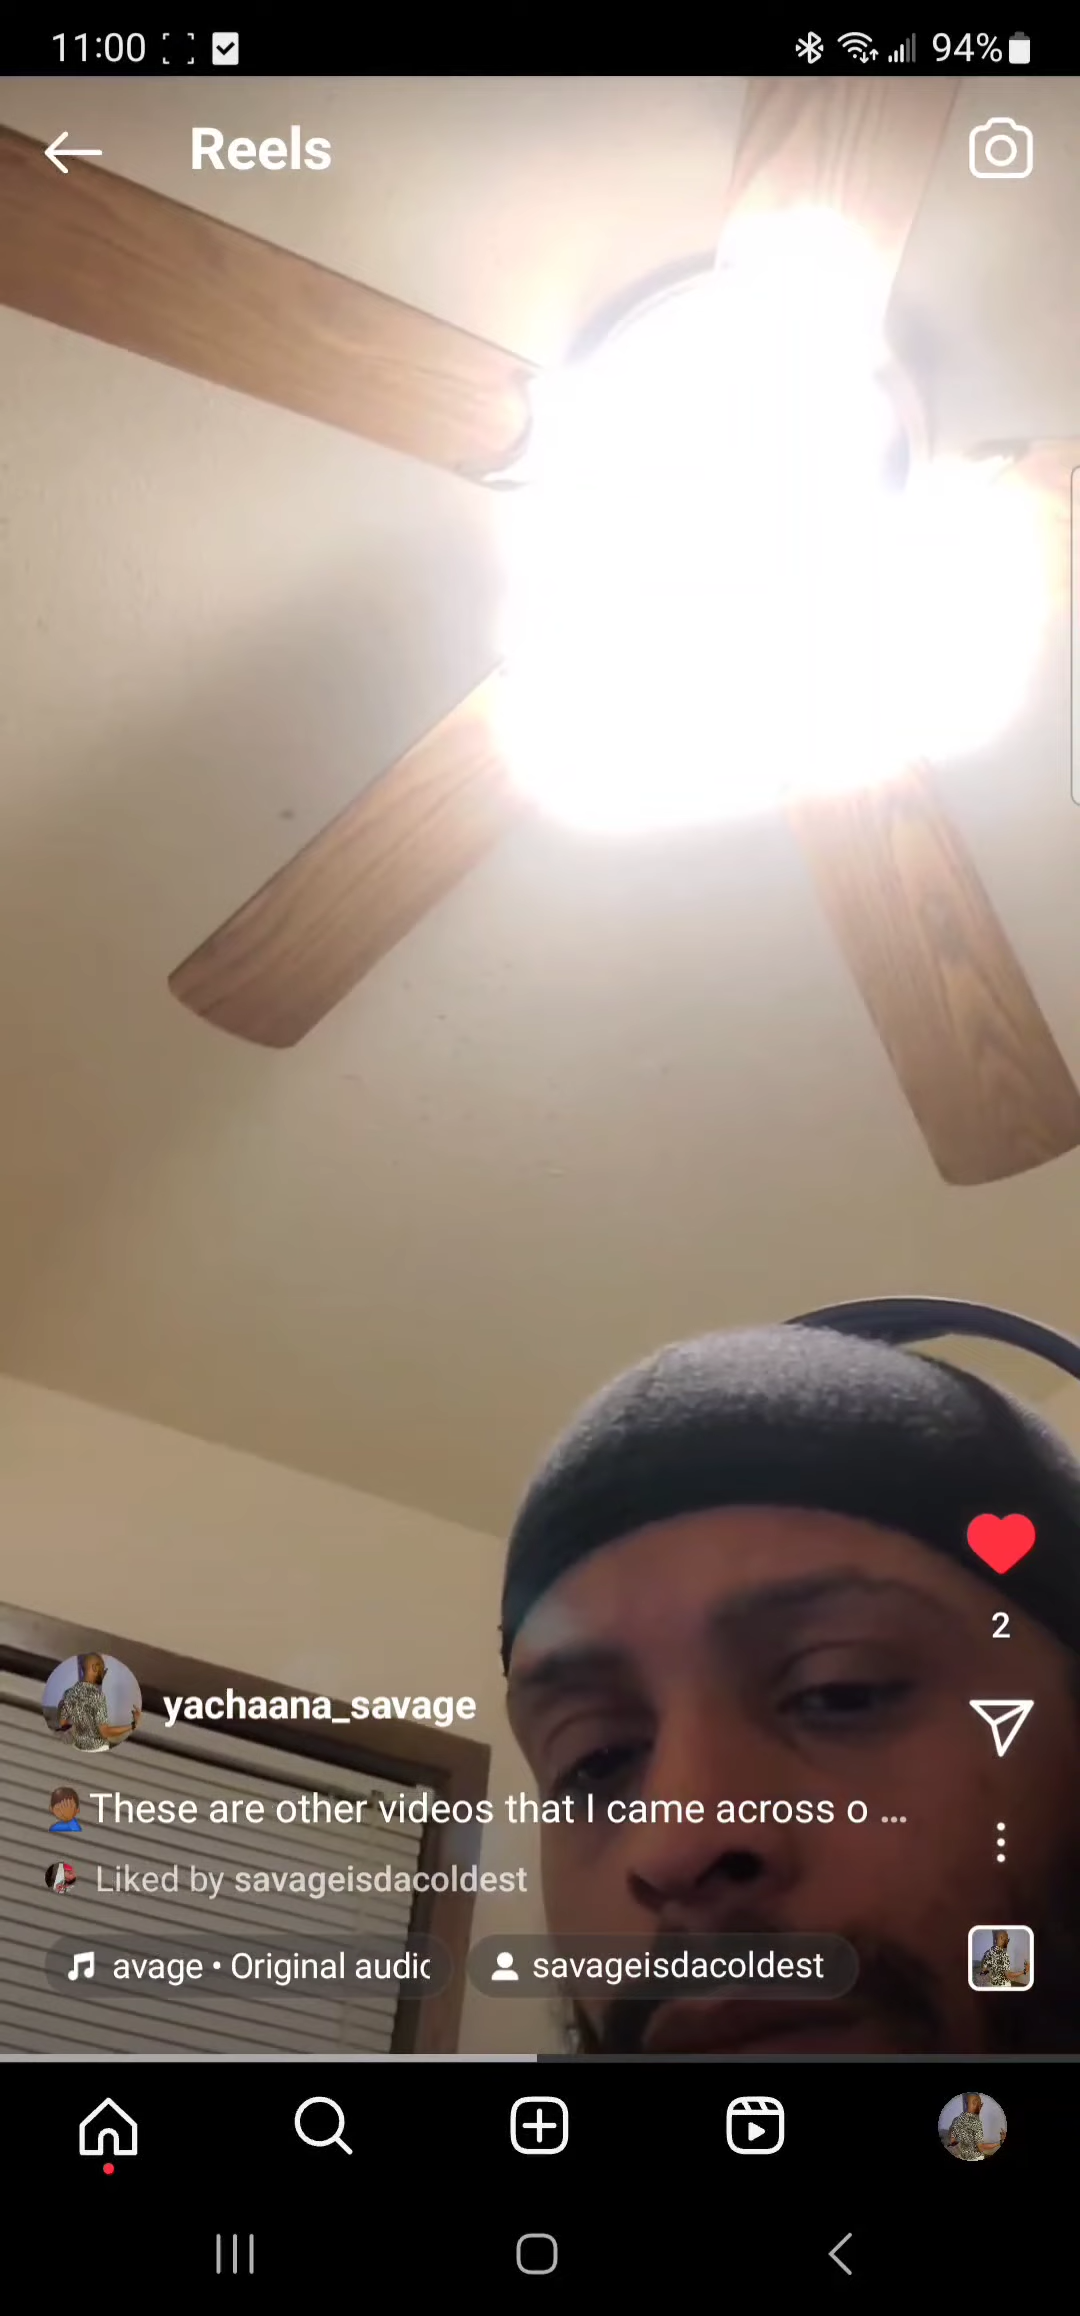 11:00
94%
Reels
2
yachaana_savage
🤦🏾‍♂️These are other videos that I came across o ...
Liked by savageisdacoldest
avage • Original audic
savageisdacoldest